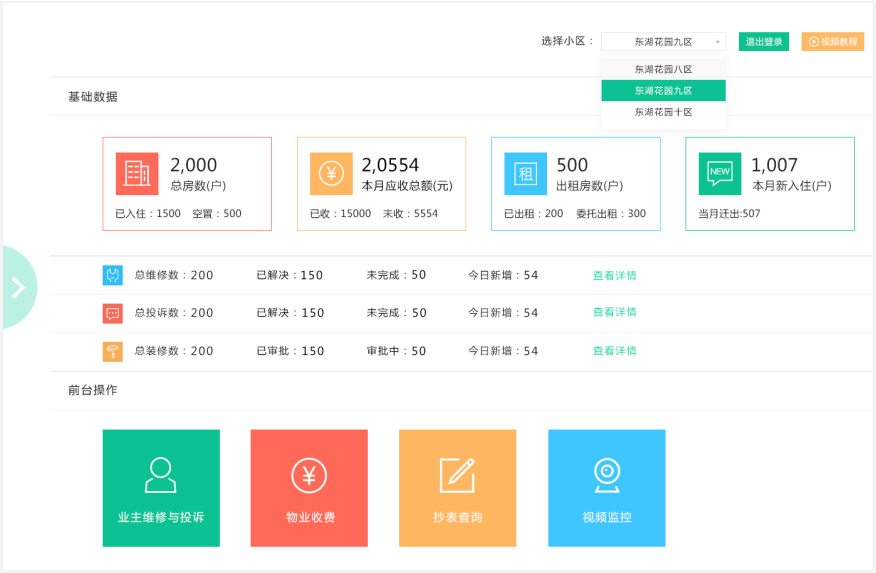 选择小区： 东湖花园九区 退出登录 视频教程
东湖花园八区
东湖花园九区
东湖花园十区
基础数据
2,000
总房数(户)
已入住：1500 空置：500
2,0554
本月应收总额(元)
已收：15000 未收：5554
租
500
出租房数(户)
已出租：200 委托出租：300
NEW
1,007
本月新入住(户)
当月迁出:507
总维修数：200 已解决：150 未完成：50 今日新增：54 查看详情
总投诉数：200 已解决：150 未完成：50 今日新增：54 查看详情
总装修数：200 已审批：150 审批中：50 今日新增：54 查看详情
前台操作
业主维修与投诉 物业收费 抄表查询 视频监控